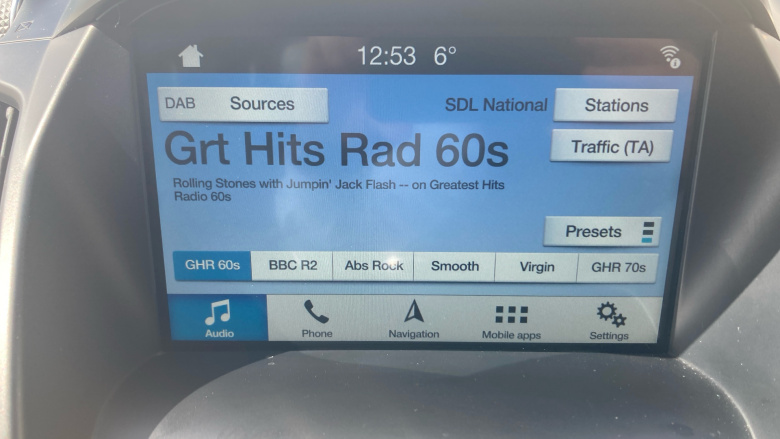 12:53 6°
DAB Sources
SDL National
Stations
Grt Hits Rad 60s
Traffic (TA)
Rolling Stones with Jumpin' Jack Flash -- on Greatest Hits
Radio 60s
Presets
GHR 60s BBC R2 Abs Rock Smooth Virgin GHR 70s
Audio Phone Navigation Mobile apps Settings